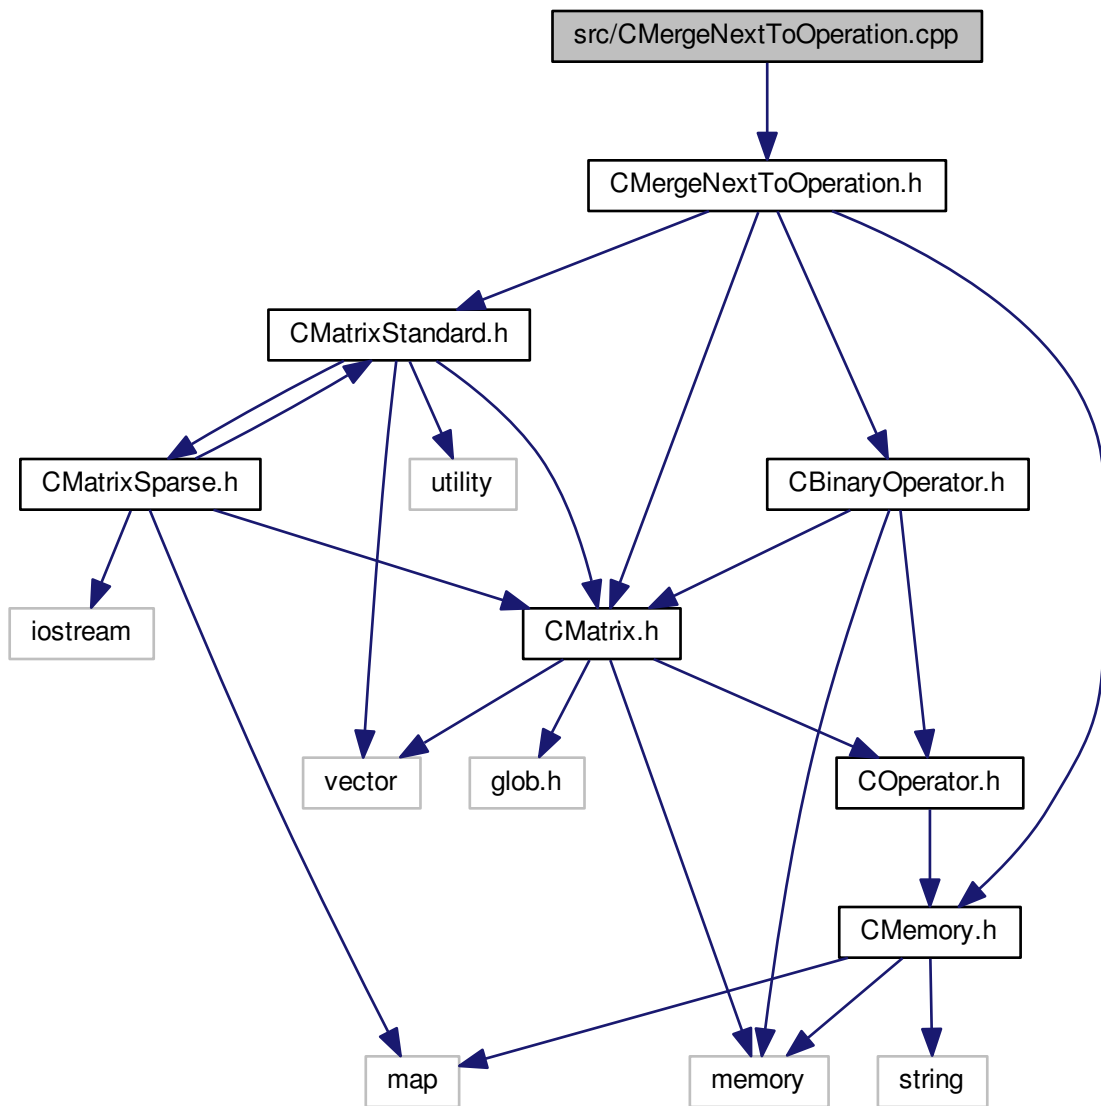 src/CMergeNextToOperation.cpp
CMergeNextToOperation.h
CMatrixStandard.h
CMatrixSparse.h
utility
CBinaryOperator.h
iostream
CMatrix.h
vector
glob.h
COperator.h
CMemory.h
map
memory
string